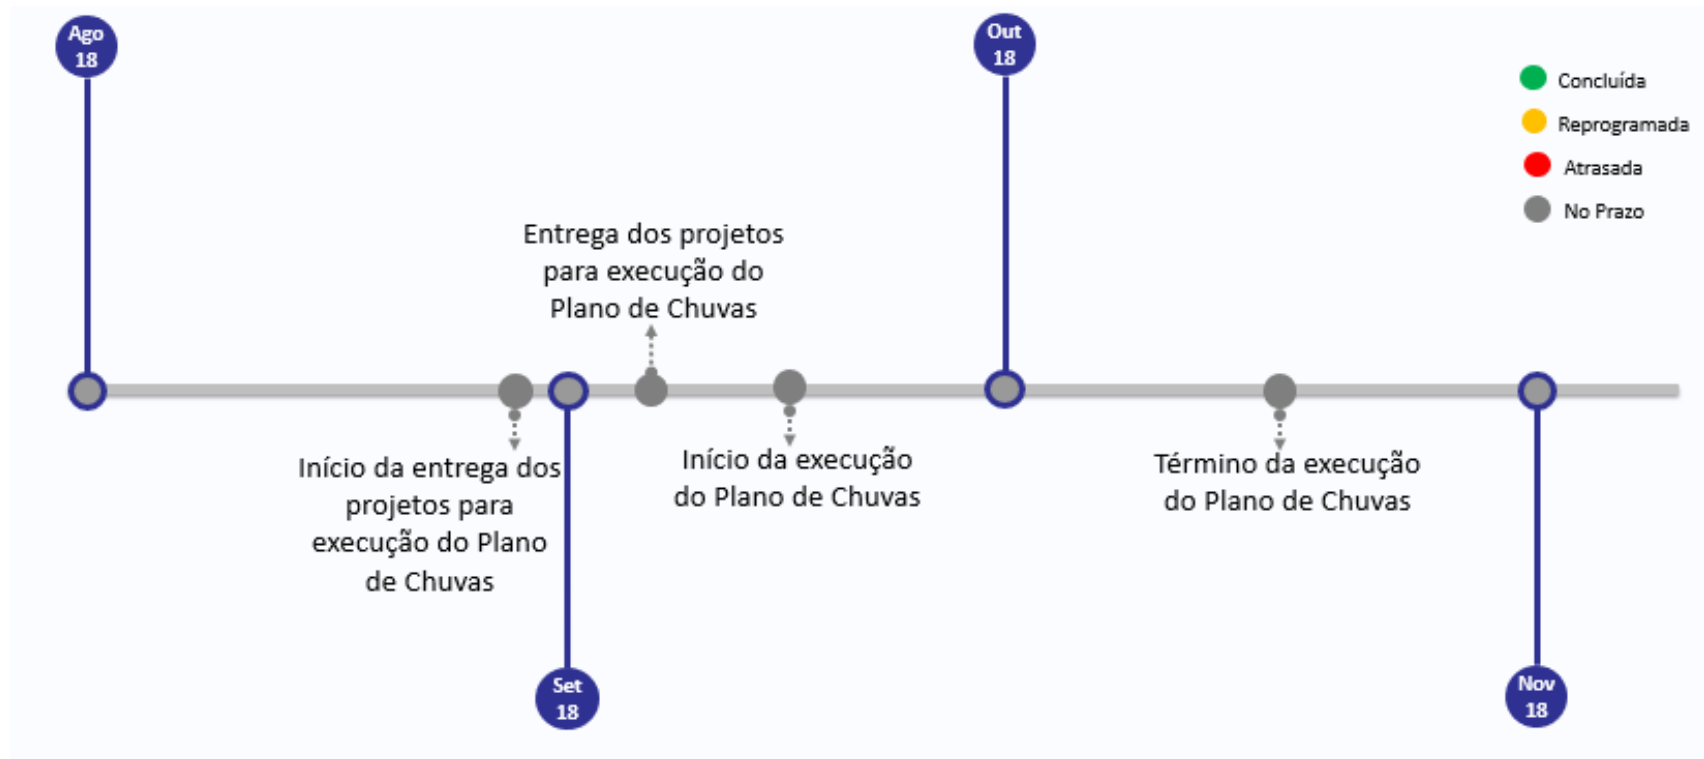 Ago
18
Out
18
Concluída
Reprogramada
Atrasada
No Prazo
Entrega dos projetos
para execução do
Plano de Chuvas
Início da entrega dos
projetos para
execução do Plano
de Chuvas
Início da execução
do Plano de Chuvas
Término da execução
do Plano de Chuvas
Set
18
Nov
18